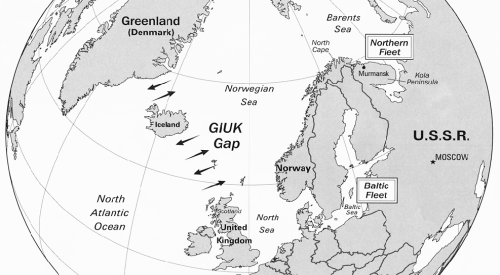 Greenland
(Denmark)
Barents
Sea
North
Cape
Northern
Fleet
Murmansk
Kola
Peninsula
Norwegian
Sea
Iceland
GIUK
Gap
U.S.S.R.
MOSCOW
Norway
Baltic
Fleet
North
Atlantic
Ocean
Scotland
North
Sea
Baltic
Sea
United
Kingdom